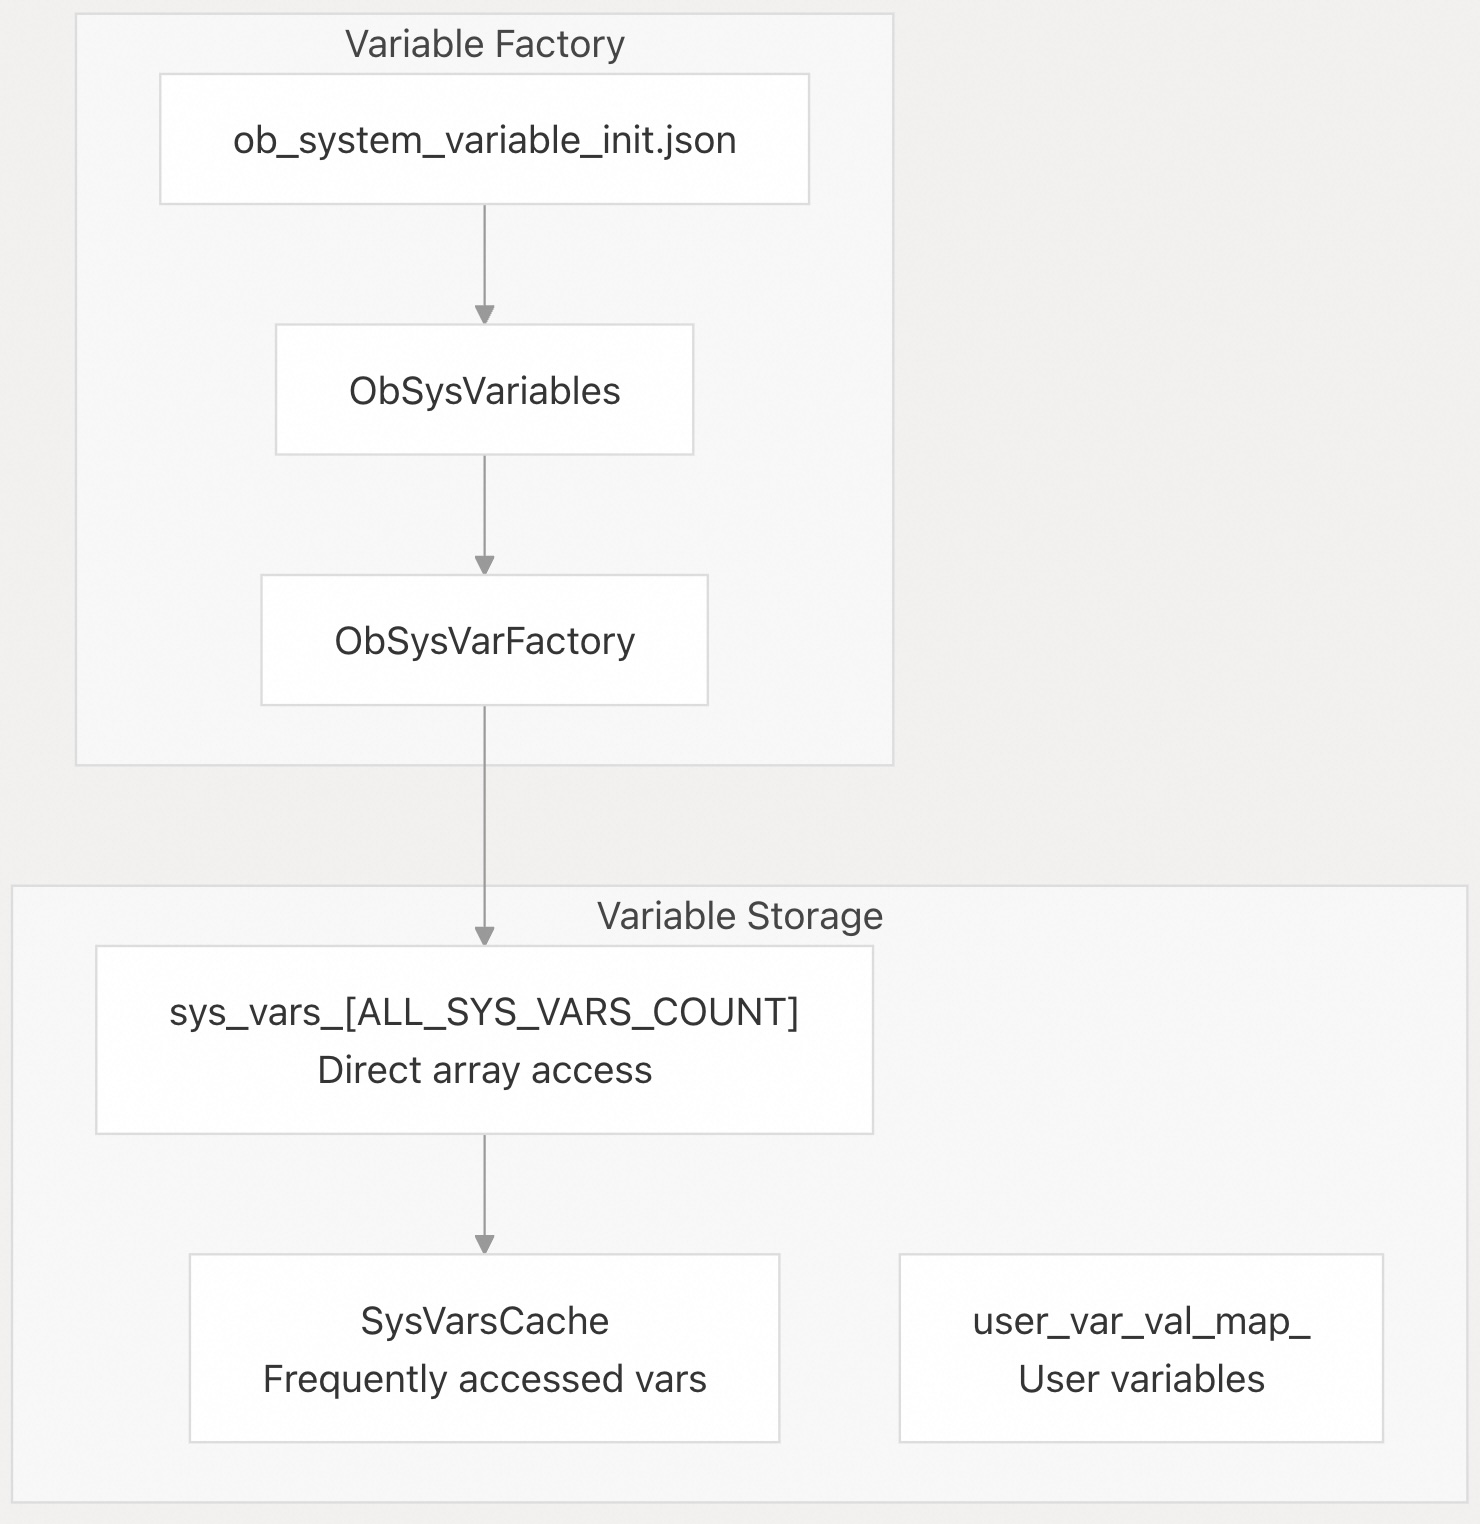 Variable Factory
ob_system_variable_init.json
ObSysVariables
ObSysVarFactory
Variable Storage
sys_vars_[ALL_SYS_VARS_COUNT]
Direct array access
SysVarsCache
Frequently accessed vars
user_var_val_map_
User variables